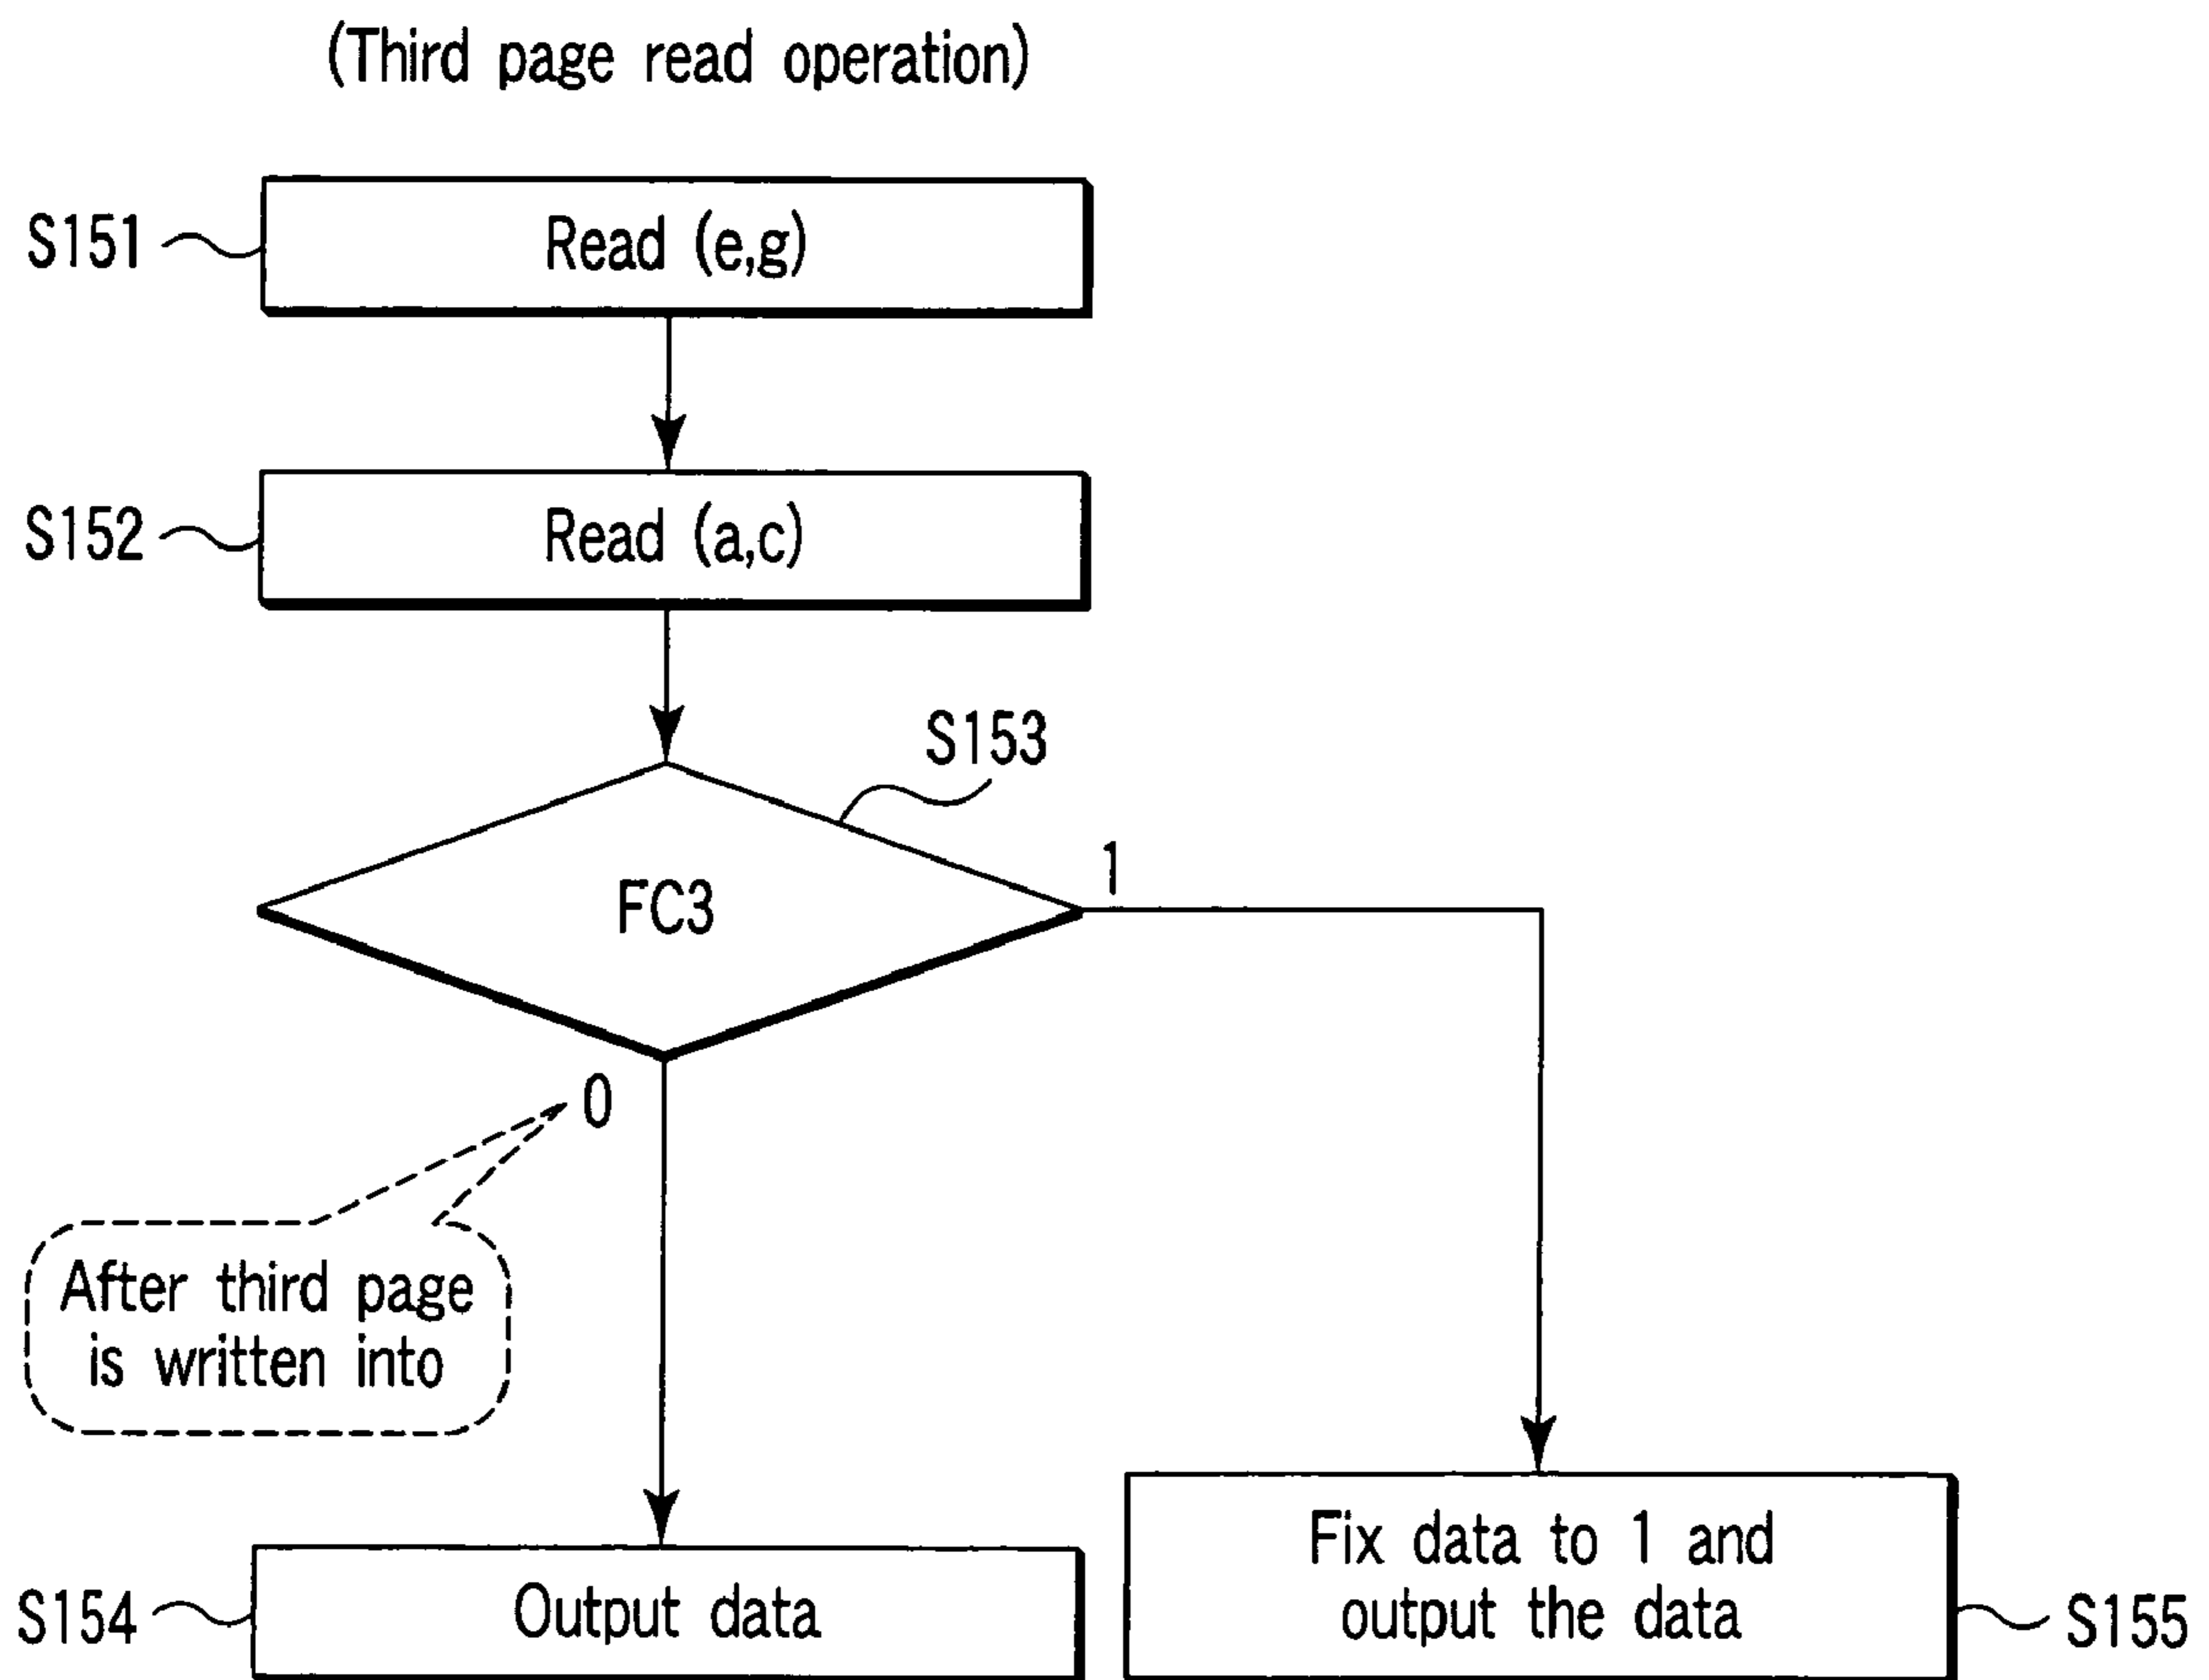 (Third page read operation)
S151
Read (e,g)
S152
Read (a,c)
S153
FC3
1
0
After third page
is written into
S154
Output data
Fix data to 1 and
output the data
S155